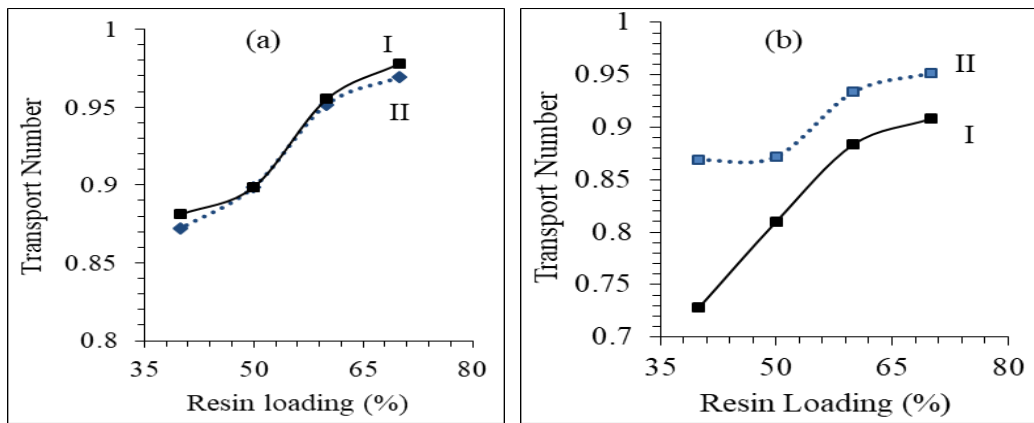 (a)
I
II
Transport Number
1
0.95
0.9
0.85
0.8
35
50
65
80
Resin loading (%)
(b)
II
I
Transport Number
1
0.95
0.9
0.85
0.8
0.75
0.7
35
50
65
80
Resin Loading (%)